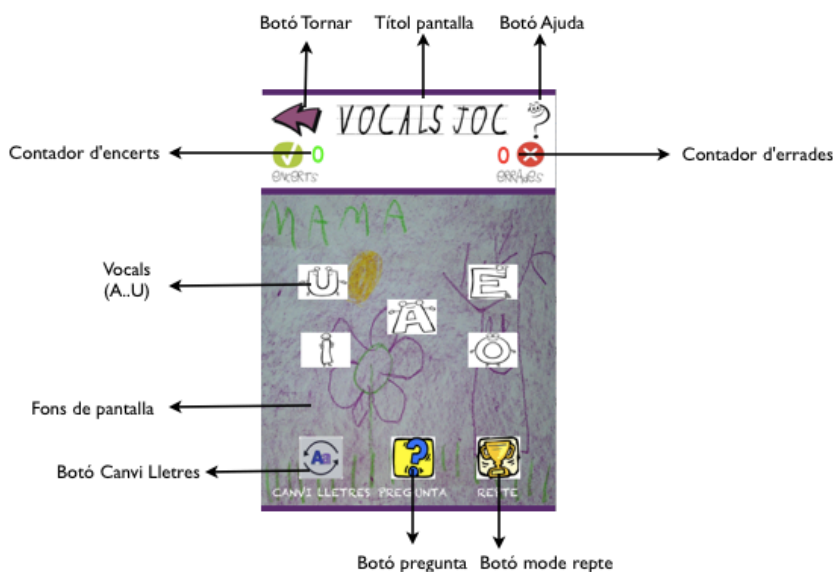 Botó Tornar Títol pantalla Botó Ajuda
VOCALS JOC ?
Contador d'encerts 0 0 Contador d'errades
ENCERTS ERRADES
MAMA
Vocals
(A..U)
U E
A
I O
Fons de pantalla
Botó Canvi Lletres Aa ?
CANVI LLETRES PREGUNTA REPTE
Botó pregunta Botó mode repte